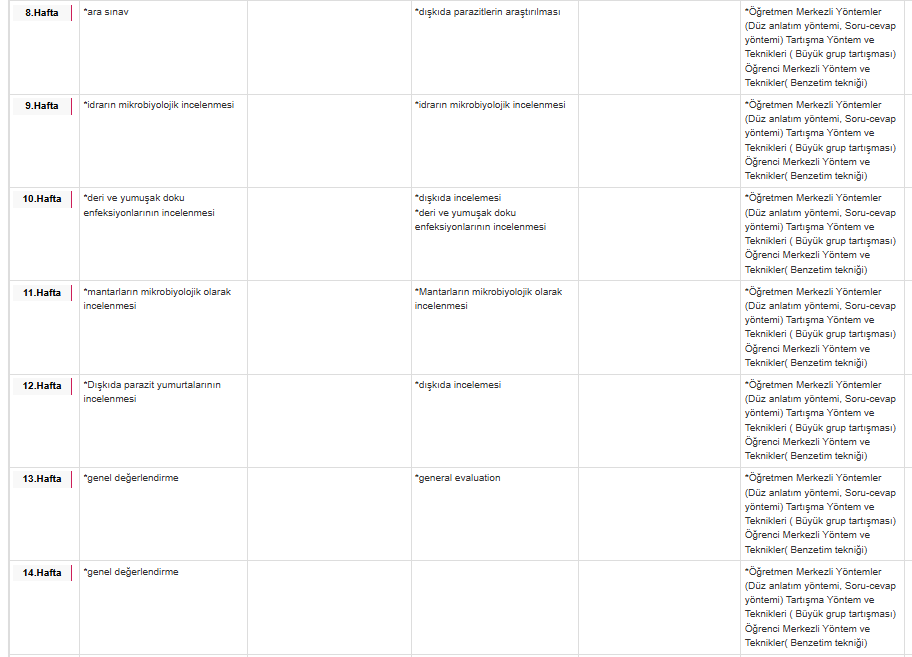 8.Hafta
*ara sınav
*dışkıda parazitlerin araştırılması
*Öğretmen Merkezli Yöntemler
(Düz anlatım yöntemi, Soru-cevap
yöntemi) Tartışma Yöntem ve
Teknikleri ( Büyük grup tartışması)
Öğrenci Merkezli Yöntem ve
Teknikler( Benzetim tekniği)
9.Hafta
*idrarın mikrobiyolojik incelenmesi
*idrarın mikrobiyolojik incelenmesi
*Öğretmen Merkezli Yöntemler
(Düz anlatım yöntemi, Soru-cevap
yöntemi) Tartışma Yöntem ve
Teknikleri ( Büyük grup tartışması)
Öğrenci Merkezli Yöntem ve
Teknikler( Benzetim tekniği)
10.Hafta
*deri ve yumuşak doku
enfeksiyonlarının incelenmesi
*dışkıda incelemesi
*deri ve yumuşak doku
enfeksiyonlarının incelenmesi
*Öğretmen Merkezli Yöntemler
(Düz anlatım yöntemi, Soru-cevap
yöntemi) Tartışma Yöntem ve
Teknikleri ( Büyük grup tartışması)
Öğrenci Merkezli Yöntem ve
Teknikler( Benzetim tekniği)
11.Hafta
*mantarların mikrobiyolojik olarak
incelenmesi
*Mantarların mikrobiyolojik olarak
incelenmesi
*Öğretmen Merkezli Yöntemler
(Düz anlatım yöntemi, Soru-cevap
yöntemi) Tartışma Yöntem ve
Teknikleri ( Büyük grup tartışması)
Öğrenci Merkezli Yöntem ve
Teknikler( Benzetim tekniği)
12.Hafta
*Dışkıda parazit yumurtalarının
incelenmesi
*dışkıda incelemesi
*Öğretmen Merkezli Yöntemler
(Düz anlatım yöntemi, Soru-cevap
yöntemi) Tartışma Yöntem ve
Teknikleri ( Büyük grup tartışması)
Öğrenci Merkezli Yöntem ve
Teknikler( Benzetim tekniği)
13.Hafta
*genel değerlendirme
*general evaluation
*Öğretmen Merkezli Yöntemler
(Düz anlatım yöntemi, Soru-cevap
yöntemi) Tartışma Yöntem ve
Teknikleri ( Büyük grup tartışması)
Öğrenci Merkezli Yöntem ve
Teknikler( Benzetim tekniği)
14.Hafta
*genel değerlendirme
*Öğretmen Merkezli Yöntemler
(Düz anlatım yöntemi, Soru-cevap
yöntemi) Tartışma Yöntem ve
Teknikleri ( Büyük grup tartışması)
Öğrenci Merkezli Yöntem ve
Teknikler( Benzetim tekniği)